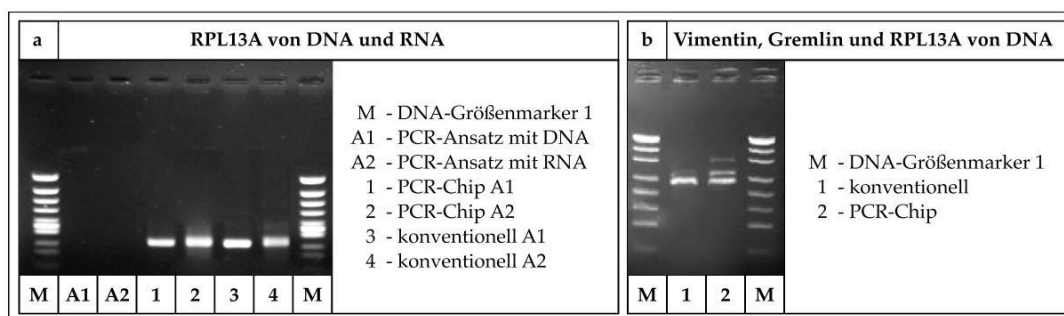 a RPL13A von DNA und RNA
M - DNA-Größenmarker 1
A1 - PCR-Ansatz mit DNA
A2 - PCR-Ansatz mit RNA
1 - PCR-Chip A1
2 - PCR-Chip A2
3 - konventionell A1
4 - konventionell A2
M A1 A2 1 2 3 4 M
b Vimentin, Gremlin und RPL13A von DNA
M - DNA-Größenmarker 1
1 - konventionell
2 - PCR-Chip
M 1 2 M